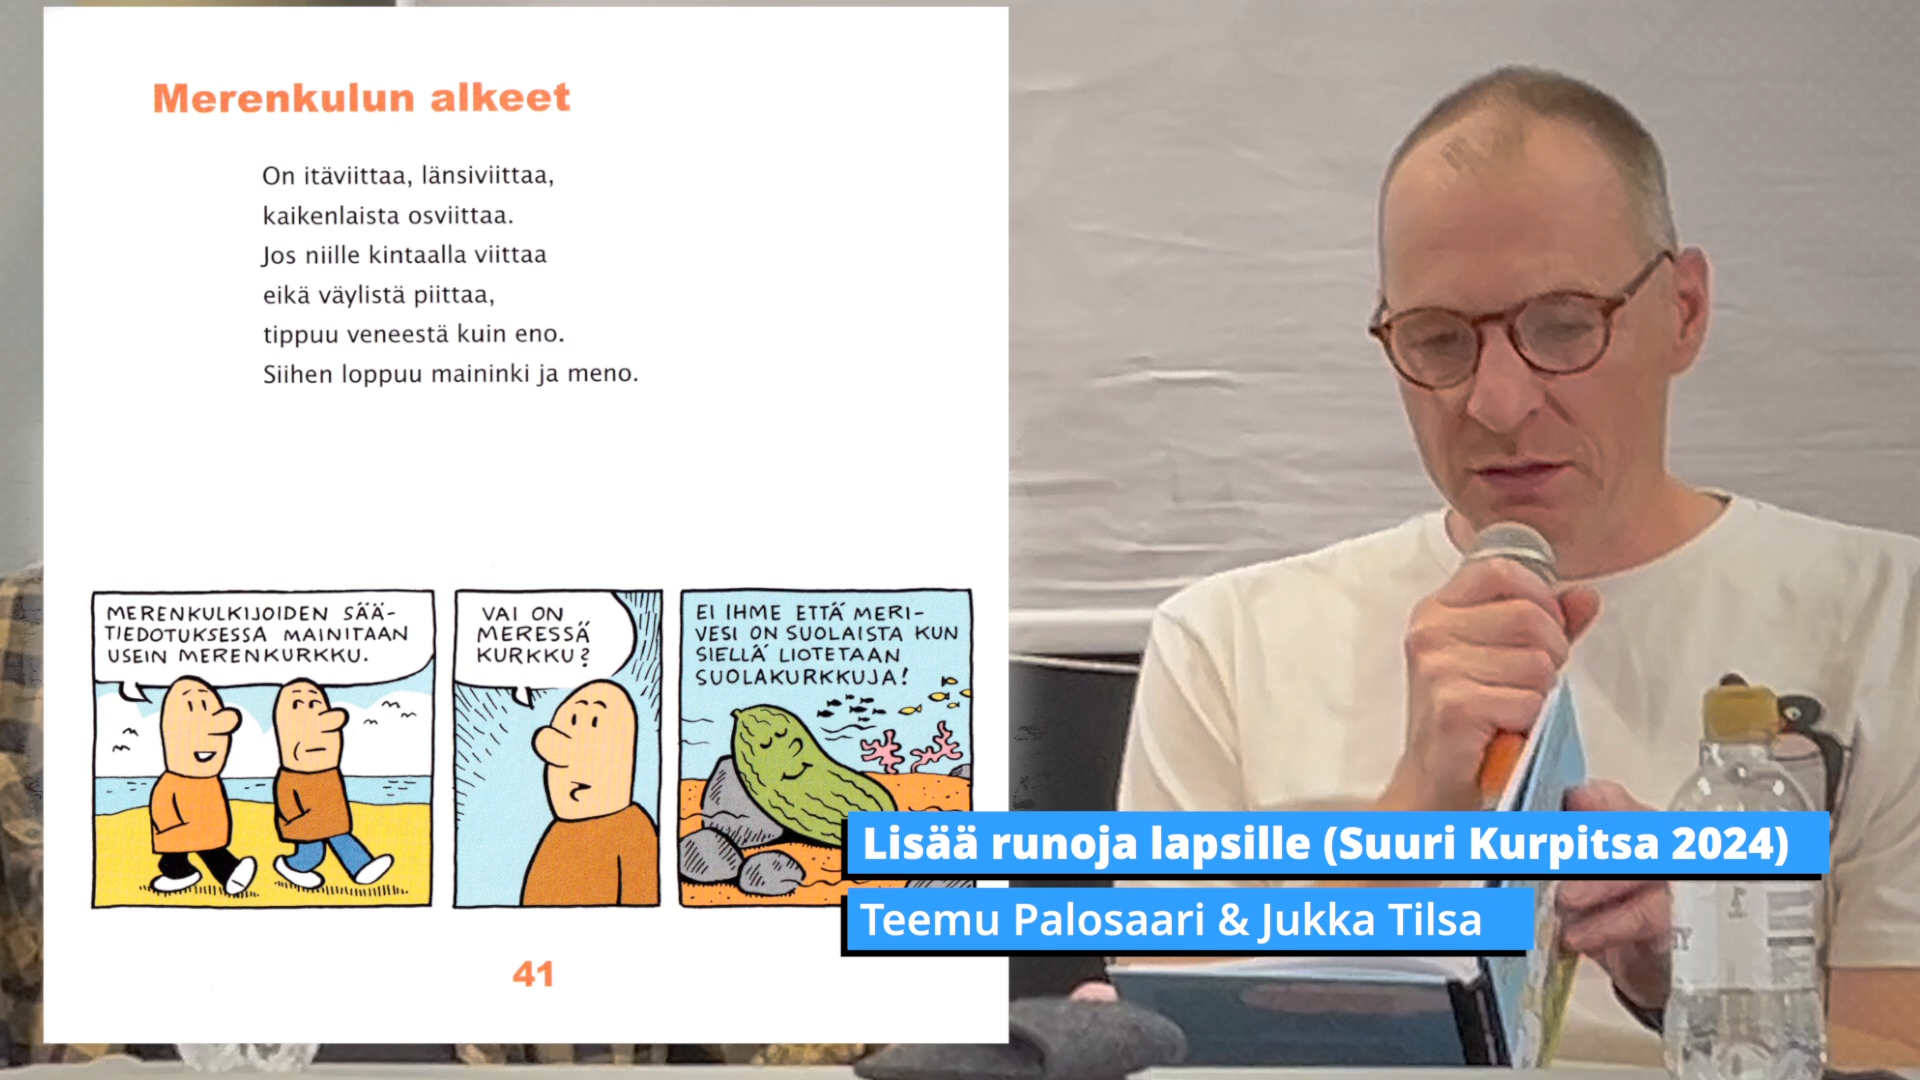 Merenkulun alkeet
On itäviittaa, länsiviittaa,
kaikenlaista osviittaa.
Jos niille kintaalla viittaa
eikä väylistä piittaa,
tippuu veneestä kuin eno.
Siihen loppuu maininki ja meno.
MERENKULKIJOIDEN SÄÄ-
TIEDOTUKSESSA MAINITAAN
USEIN MERENKURKKU.
VAI ON
MERESSÄ
KURKKU?
EI IHME ETTÄ MERI-
VESI ON SUOLAISTA KUN
SIELLÄ LIOTETAAN
SUOLAKURKKUJA!
41
Lisää runoja lapsille (Suuri Kurpitsa 2024)
Teemu Palosaari & Jukka Tilsa